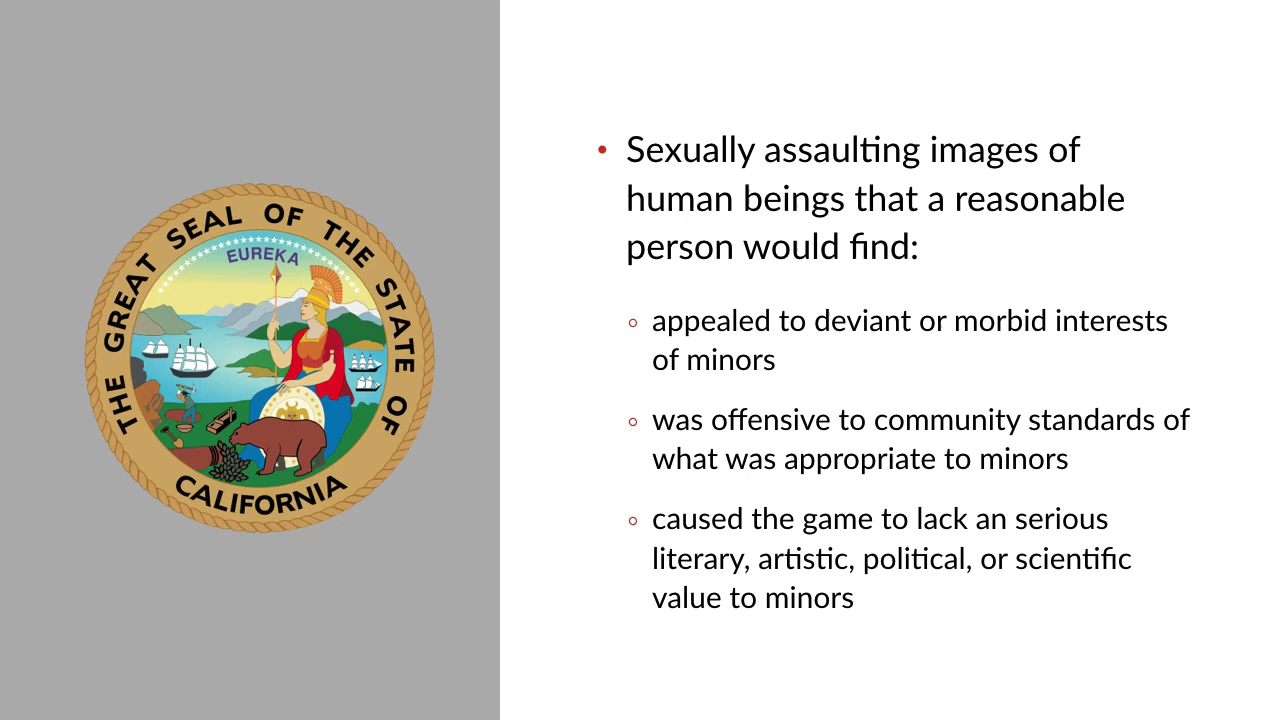 THE GREAT SEAL OF THE STATE OF CALIFORNIA
EUREKA
• Sexually assaulting images of
human beings that a reasonable
person would find:
◦ appealed to deviant or morbid interests
of minors
◦ was offensive to community standards of
what was appropriate to minors
◦ caused the game to lack an serious
literary, artistic, political, or scientific
value to minors